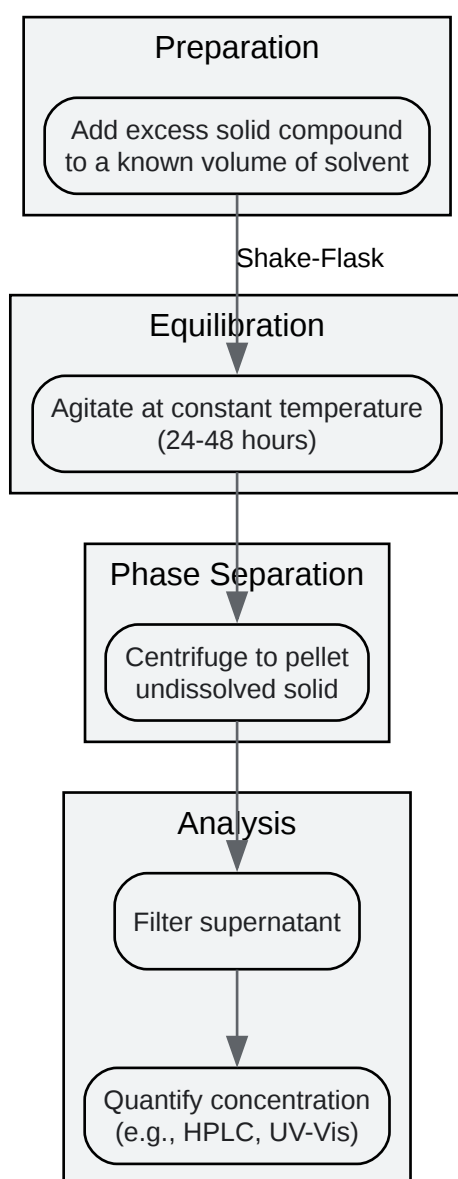 Preparation
Add excess solid compound
to a known volume of solvent
Shake-Flask
Equilibration
Agitate at constant temperature
(24-48 hours)
Phase Separation
Centrifuge to pellet
undissolved solid
Analysis
Filter supernatant
Quantify concentration
(e.g., HPLC, UV-Vis)